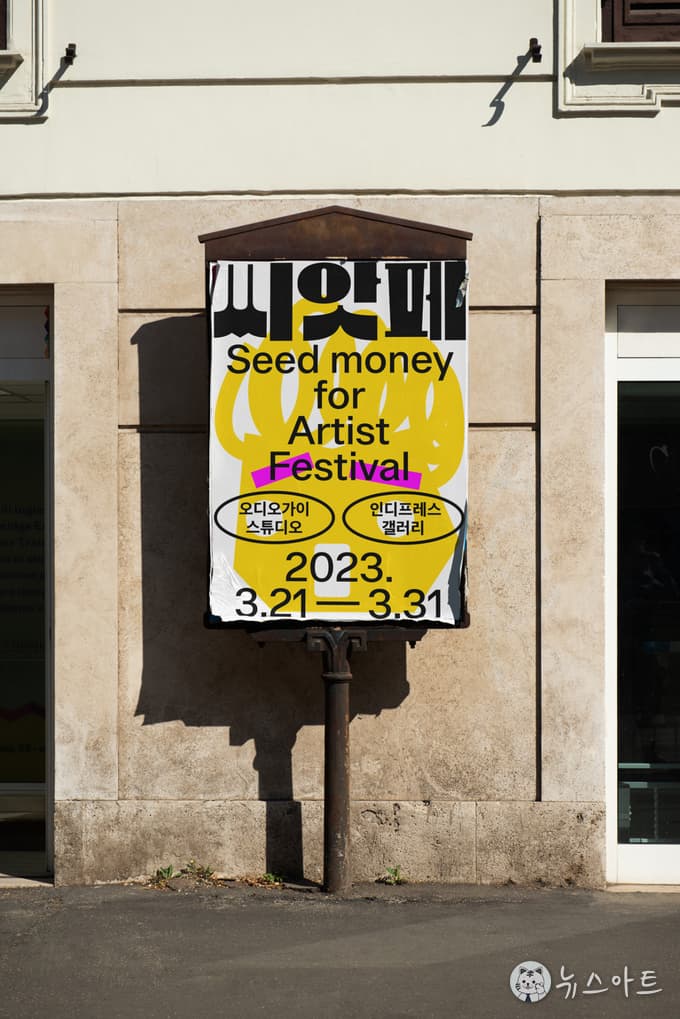 씨앗페
Seed money
for
Artist
Festival
오디오가이
스튜디오
인디프레스
갤러리
2023.
3.21—3.31
뉴스아트